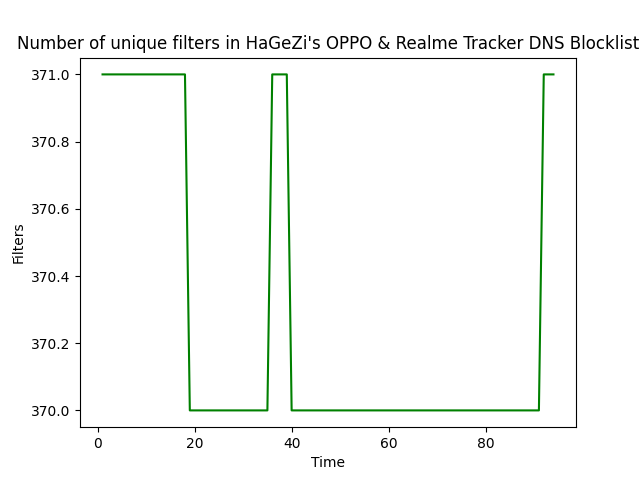 Number of unique filters in HaGeZi's OPPO & Realme Tracker DNS Blocklist
371.0
370.8
370.6
370.4
370.2
370.0
Filters
0 20 40 60 80
Time